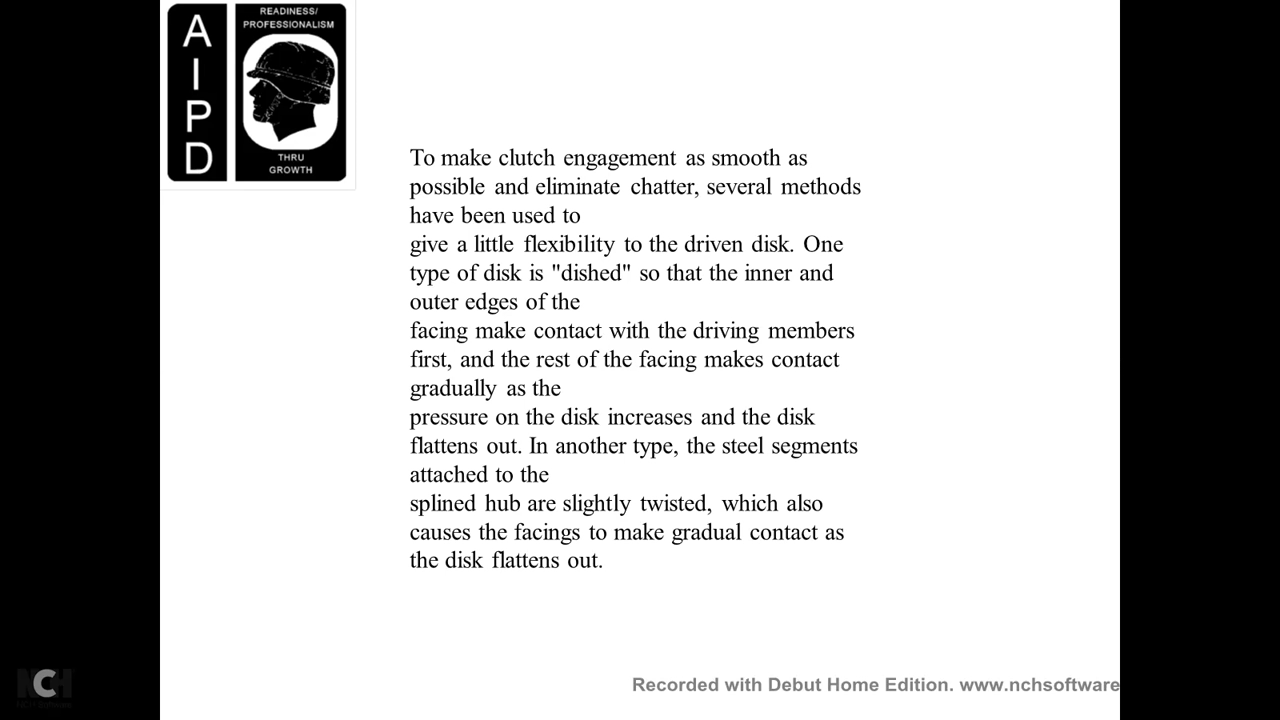 A
I
P
D
READINESS/
PROFESSIONALISM
THRU
GROWTH
To make clutch engagement as smooth as
possible and eliminate chatter, several methods
have been used to
give a little flexibility to the driven disk. One
type of disk is "dished" so that the inner and
outer edges of the
facing make contact with the driving members
first, and the rest of the facing makes contact
gradually as the
pressure on the disk increases and the disk
flattens out. In another type, the steel segments
attached to the
splined hub are slightly twisted, which also
causes the facings to make gradual contact as
the disk flattens out.
NCH
NCH Software
Recorded with Debut Home Edition. www.nchsoftware